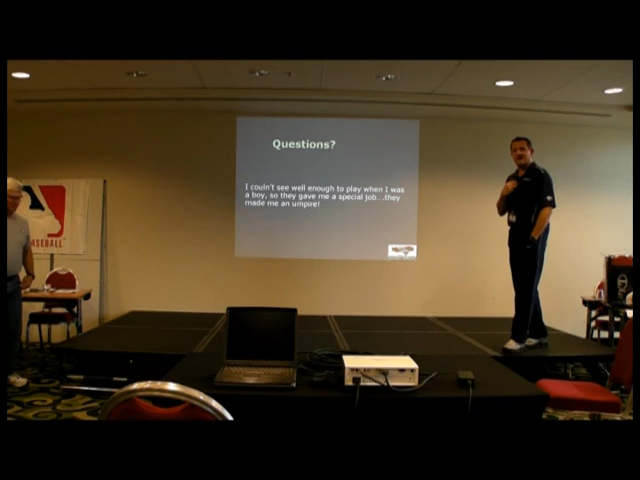 Questions?
I couln't see well enough to play when I was
a boy, so they gave me a special job...they
made me an umpire!
BASEBALL